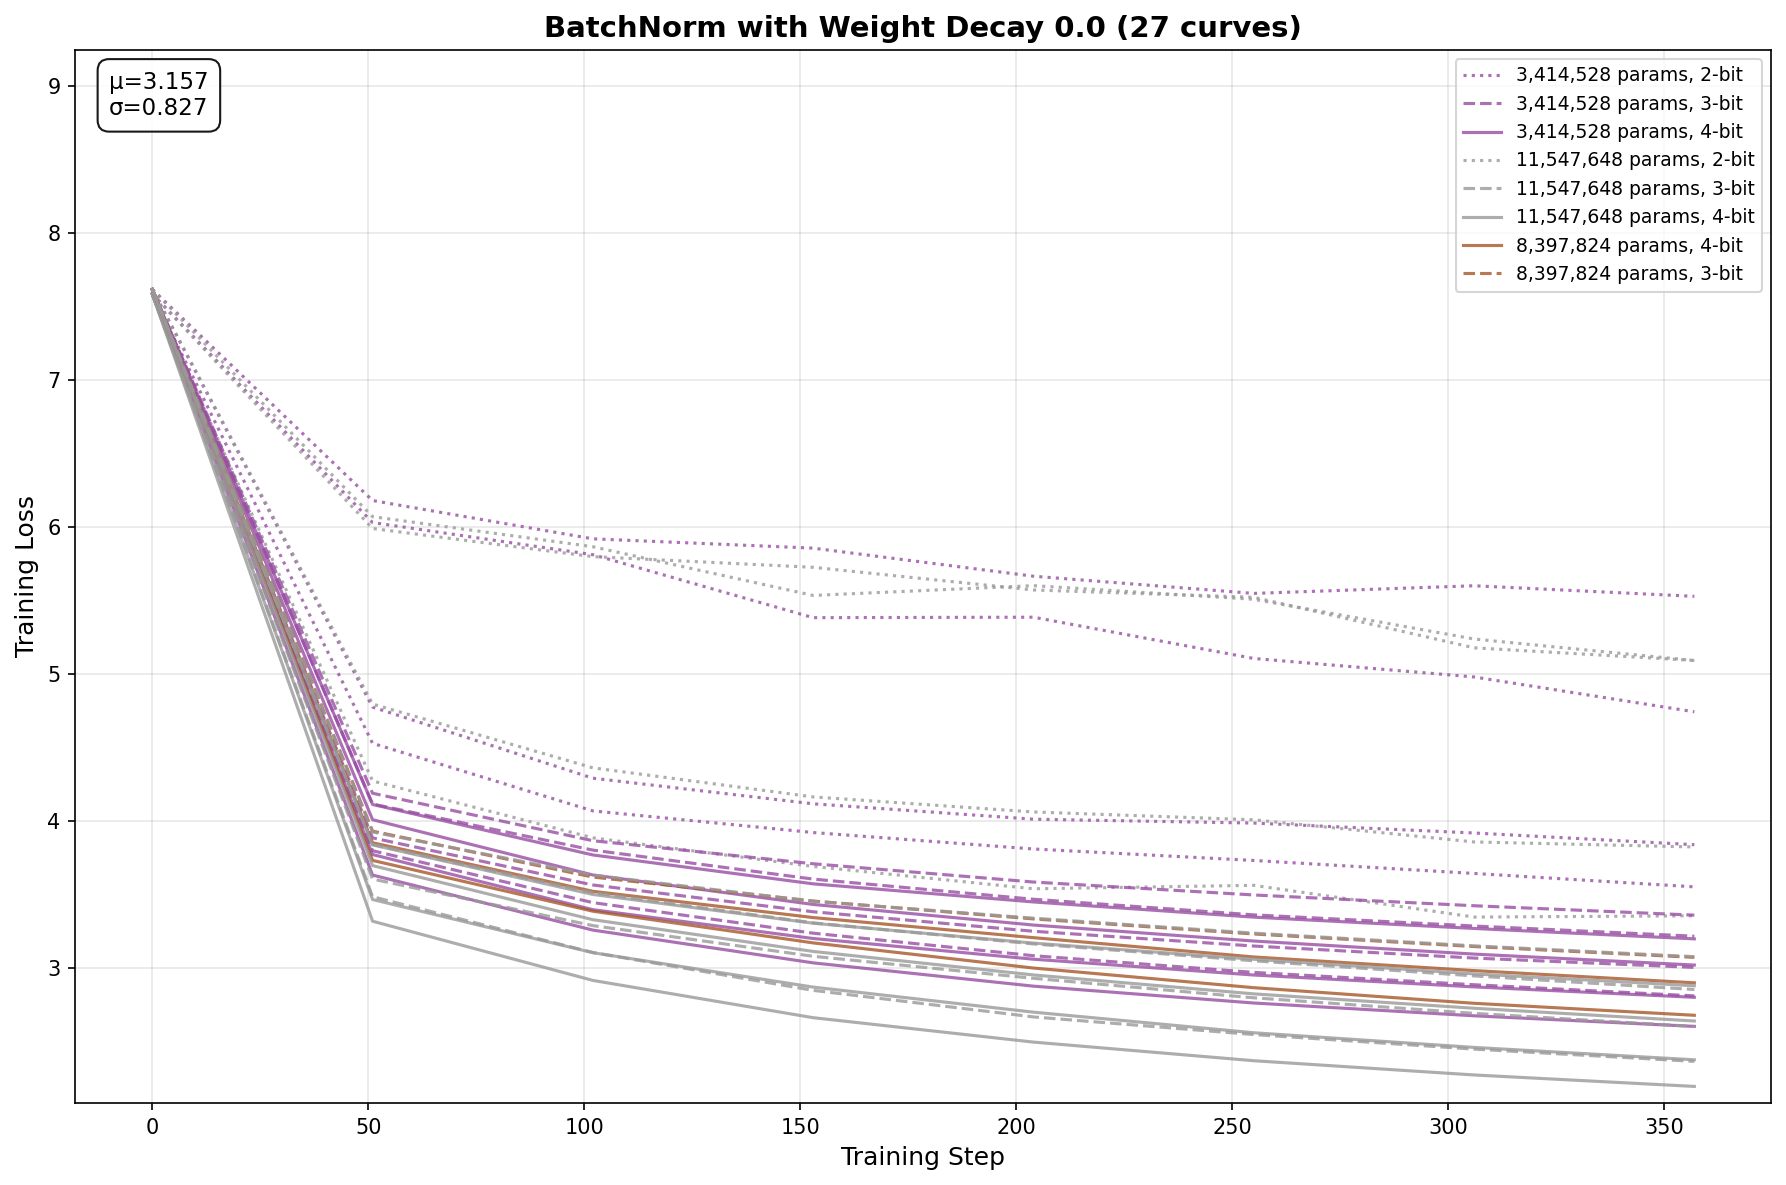 BatchNorm with Weight Decay 0.0 (27 curves)
μ=3.157
σ=0.827
3,414,528 params, 2-bit
3,414,528 params, 3-bit
3,414,528 params, 4-bit
11,547,648 params, 2-bit
11,547,648 params, 3-bit
11,547,648 params, 4-bit
8,397,824 params, 4-bit
8,397,824 params, 3-bit
Training Loss
9
8
7
6
5
4
3
0 50 100 150 200 250 300 350
Training Step